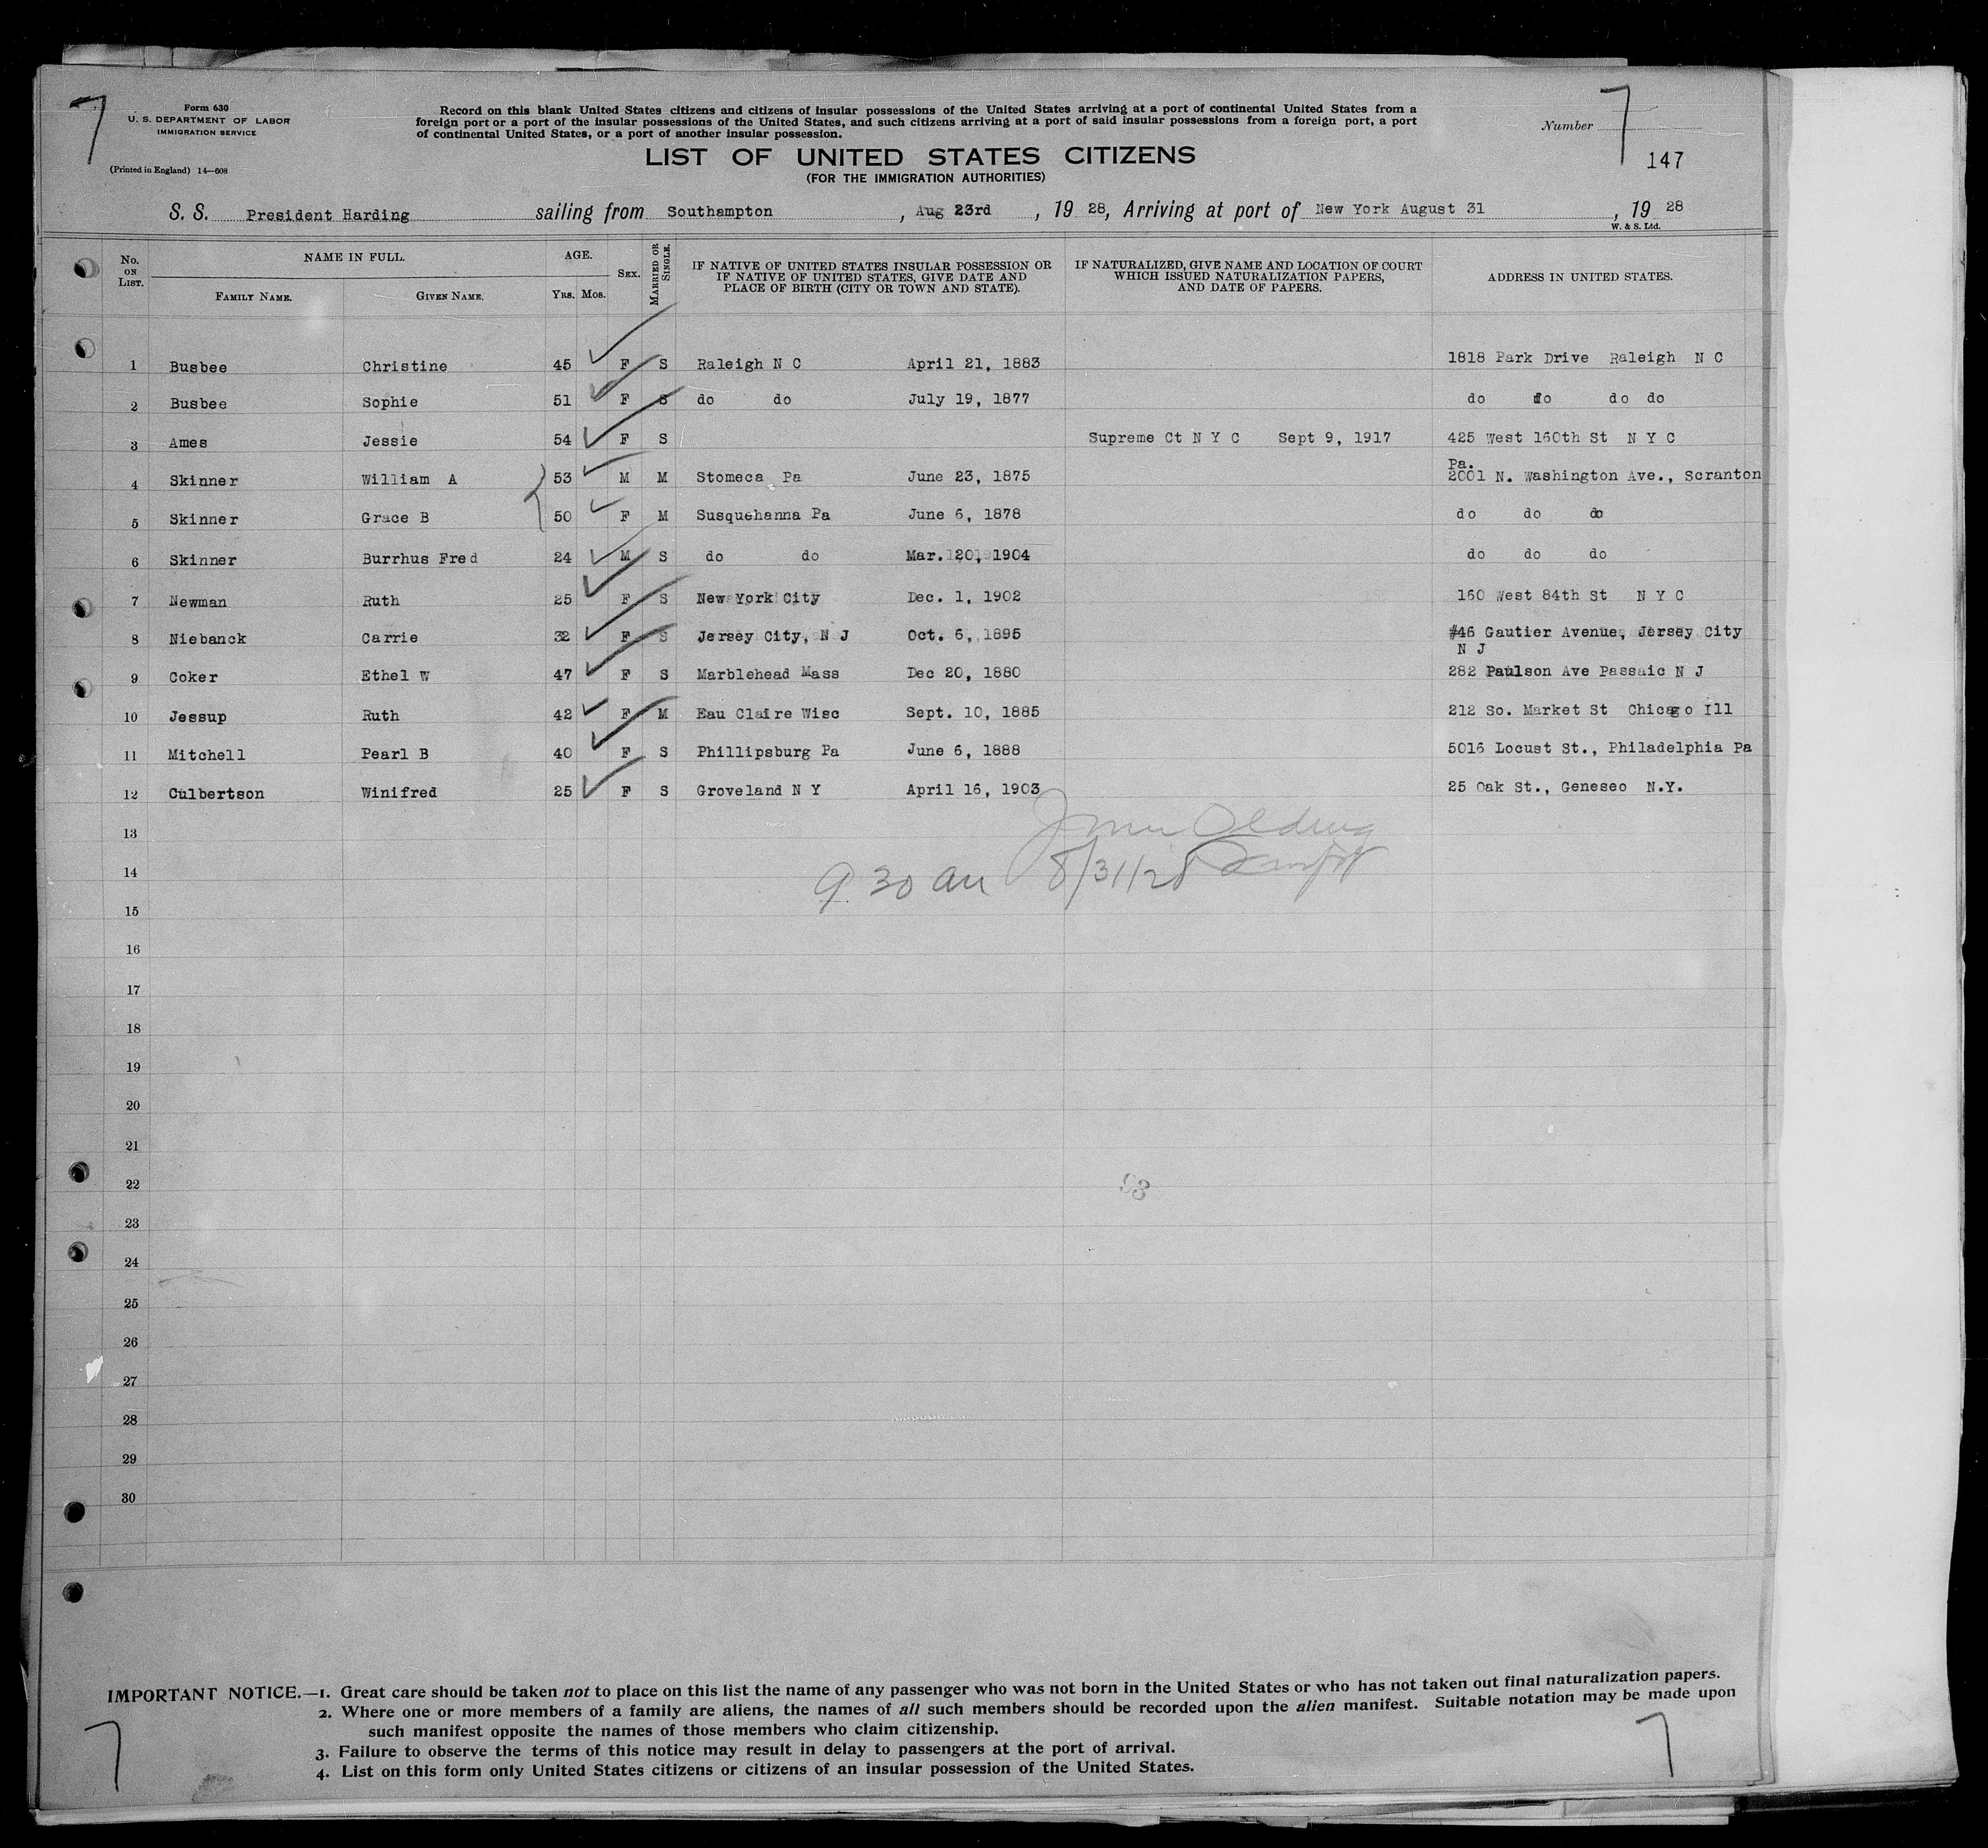 7
Form 630
U. S. DEPARTMENT OF LABOR
IMMIGRATION SERVICE
(Printed in England) 14—608
Record on this blank United States citizens and citizens of insular possessions of the United States arriving at a port of continental United States from a
foreign port or a port of the insular possessions of the United States, and such citizens arriving at a port of said insular possessions from a foreign port, a port
of continental United States, or a port of another insular possession.
LIST OF UNITED STATES CITIZENS
(FOR THE IMMIGRATION AUTHORITIES)
Number 7
147
S. S. President Harding sailing from Southampton, Aug 23rd, 19 28, Arriving at port of New York August 31, 19 28
W. & S. Ltd.
No. ON LIST. NAME IN FULL. FAMILY NAME. GIVEN NAME. AGE. YRS. MOS. SEX. MARRIED OR SINGLE. IF NATIVE OF UNITED STATES INSULAR POSSESSION OR IF NATIVE OF UNITED STATES, GIVE DATE AND PLACE OF BIRTH (CITY OR TOWN AND STATE). IF NATURALIZED, GIVE NAME AND LOCATION OF COURT WHICH ISSUED NATURALIZATION PAPERS, AND DATE OF PAPERS. ADDRESS IN UNITED STATES.
1 Busbee Christine 45 F S Raleigh N C April 21, 1883 1818 Park Drive Raleigh N C
2 Busbee Sophie 51 F S do do July 19, 1877 do do do do
3 Ames Jessie 54 F S Supreme Ct N Y C Sept 9, 1917 425 West 160th St N Y C
4 Skinner William A 53 M M Stomeca Pa June 23, 1875 2001 N. Washington Ave., Scranton Pa.
5 Skinner Grace B 50 F M Susquehanna Pa June 6, 1878 do do do
6 Skinner Burrhus Fred 24 M S do do Mar. 20, 1904 do do do
7 Newman Ruth 25 F S New York City Dec. 1, 1902 160 West 84th St N Y C
8 Niebanck Carrie 32 F S Jersey City, N J Oct. 6, 1895 #46 Gautier Avenue, Jersey City N J
9 Coker Ethel W 47 F S Marblehead Mass Dec 20, 1880 282 Paulson Ave Passaic N J
10 Jessup Ruth 42 F M Eau Claire Wisc Sept. 10, 1885 212 So. Market St Chicago Ill
11 Mitchell Pearl B 40 F S Phillipsburg Pa June 6, 1888 5016 Locust St., Philadelphia Pa
12 Culbertson Winifred 25 F S Groveland N Y April 16, 1903 25 Oak St., Geneseo N.Y.
13
14 9.30 am 8/31/28
15
16
17
18
19
20
21
22 93
23
24
25
26
27
28
29
30
IMPORTANT NOTICE.—1. Great care should be taken not to place on this list the name of any passenger who was not born in the United States or who has not taken out final naturalization papers.
2. Where one or more members of a family are aliens, the names of all such members should be recorded upon the alien manifest. Suitable notation may be made upon
such manifest opposite the names of those members who claim citizenship.
3. Failure to observe the terms of this notice may result in delay to passengers at the port of arrival.
4. List on this form only United States citizens or citizens of an insular possession of the United States.
7
7